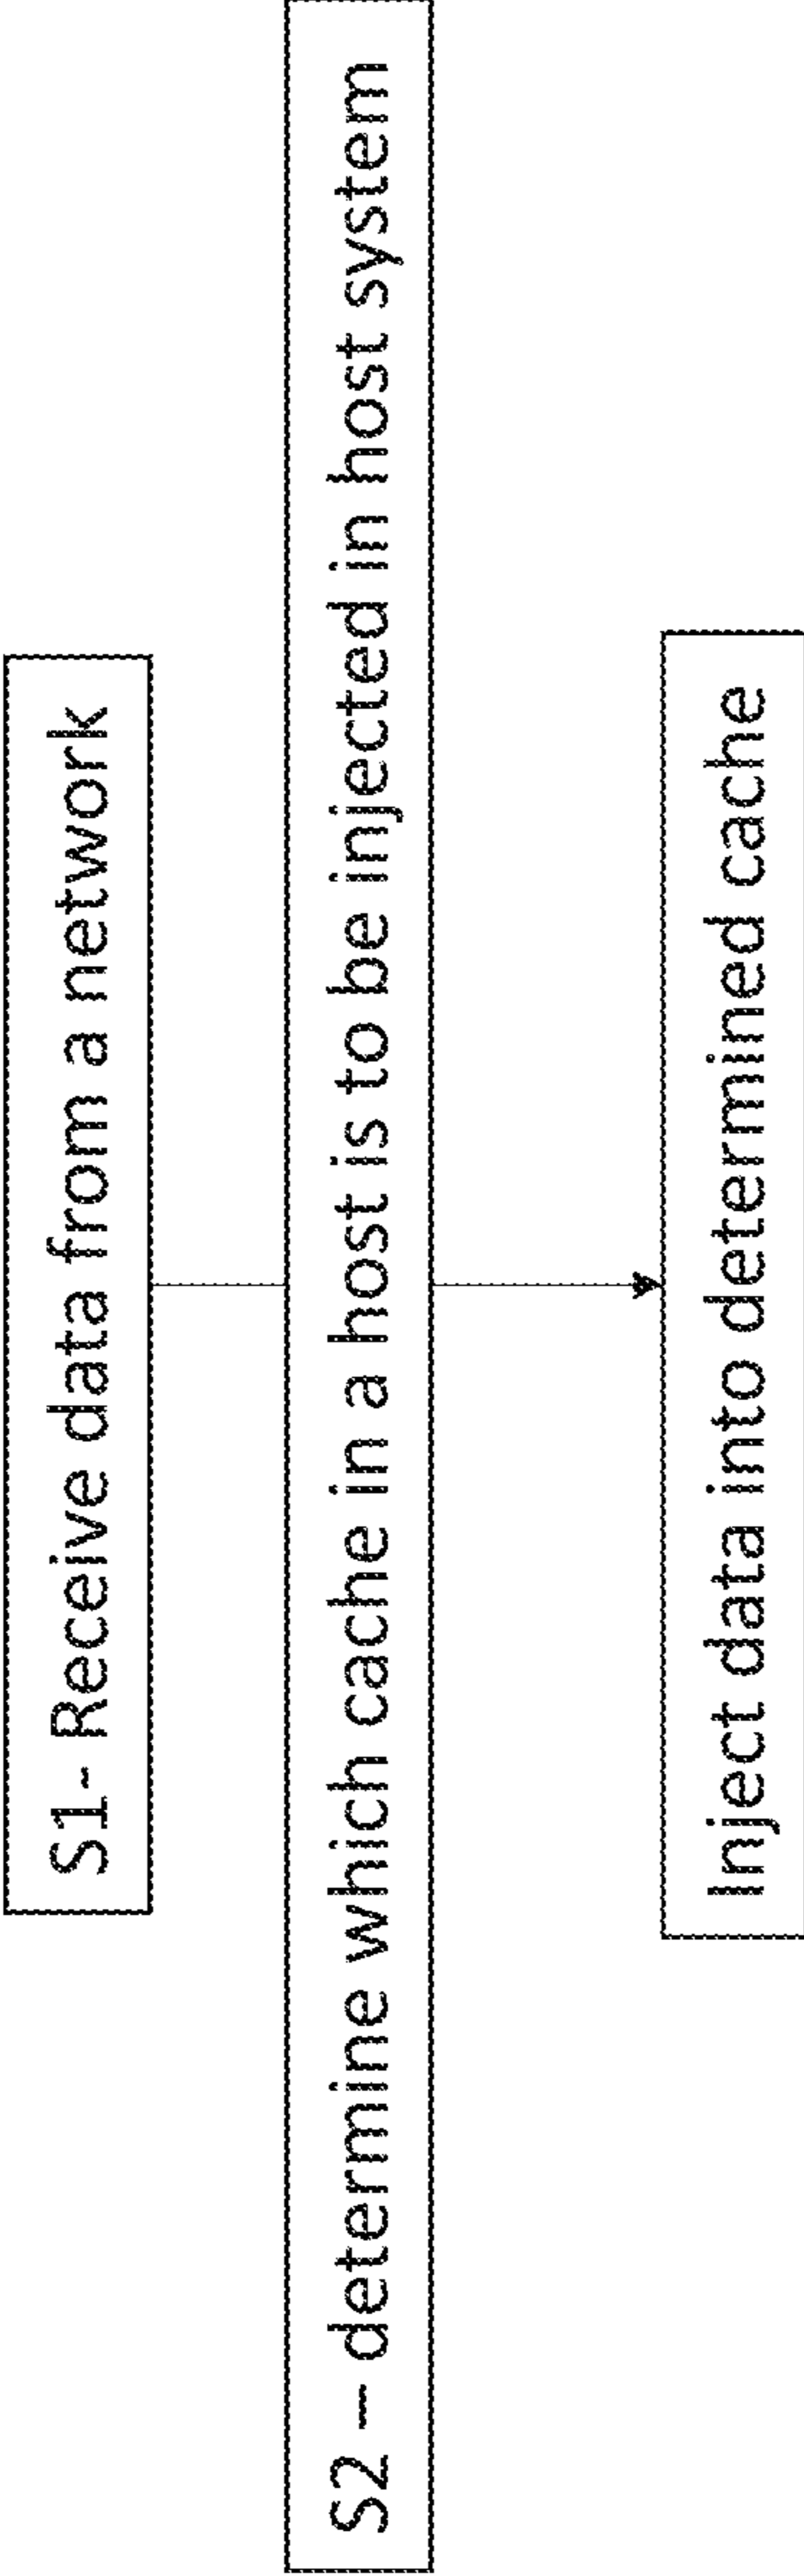 S1- Receive data from a network
S2 – determine which cache in a host is to be injected in host system
Inject data into determined cache